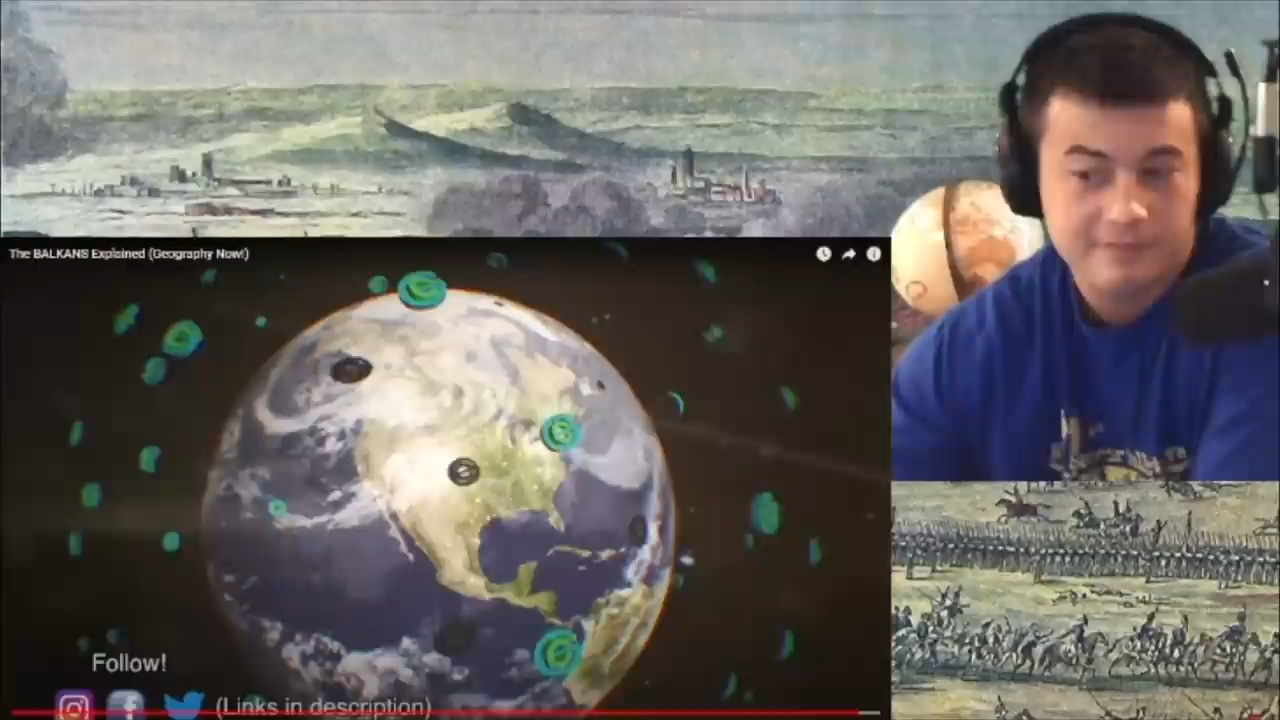 The BALKANS Explained (Geography Now!)
Follow!
(Links in description)